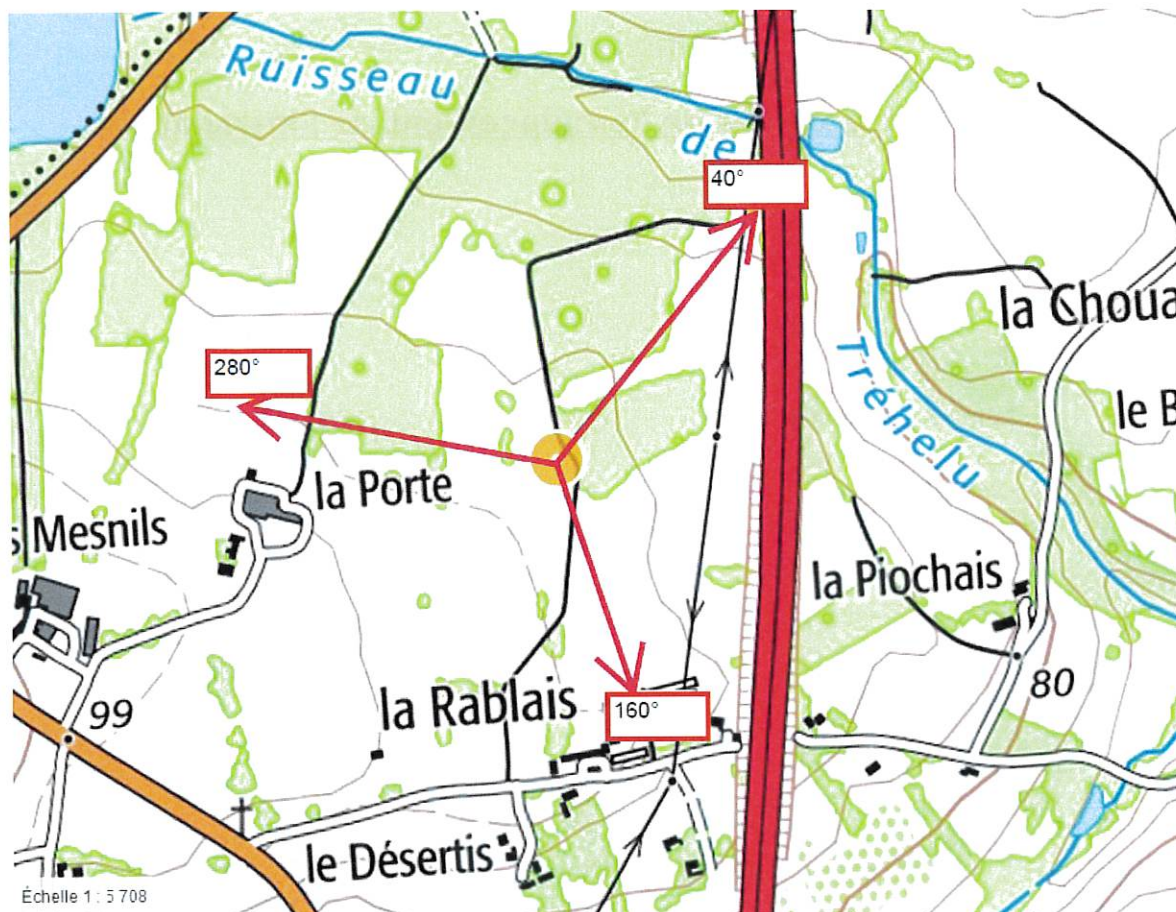 Ruisseau
de
40°
la Choua
Tréhelu
280°
le B
la Porte
s Mesnils
la Piochais
la Rablais
160°
80
99
le Désertis
Échelle 1 : 5 708